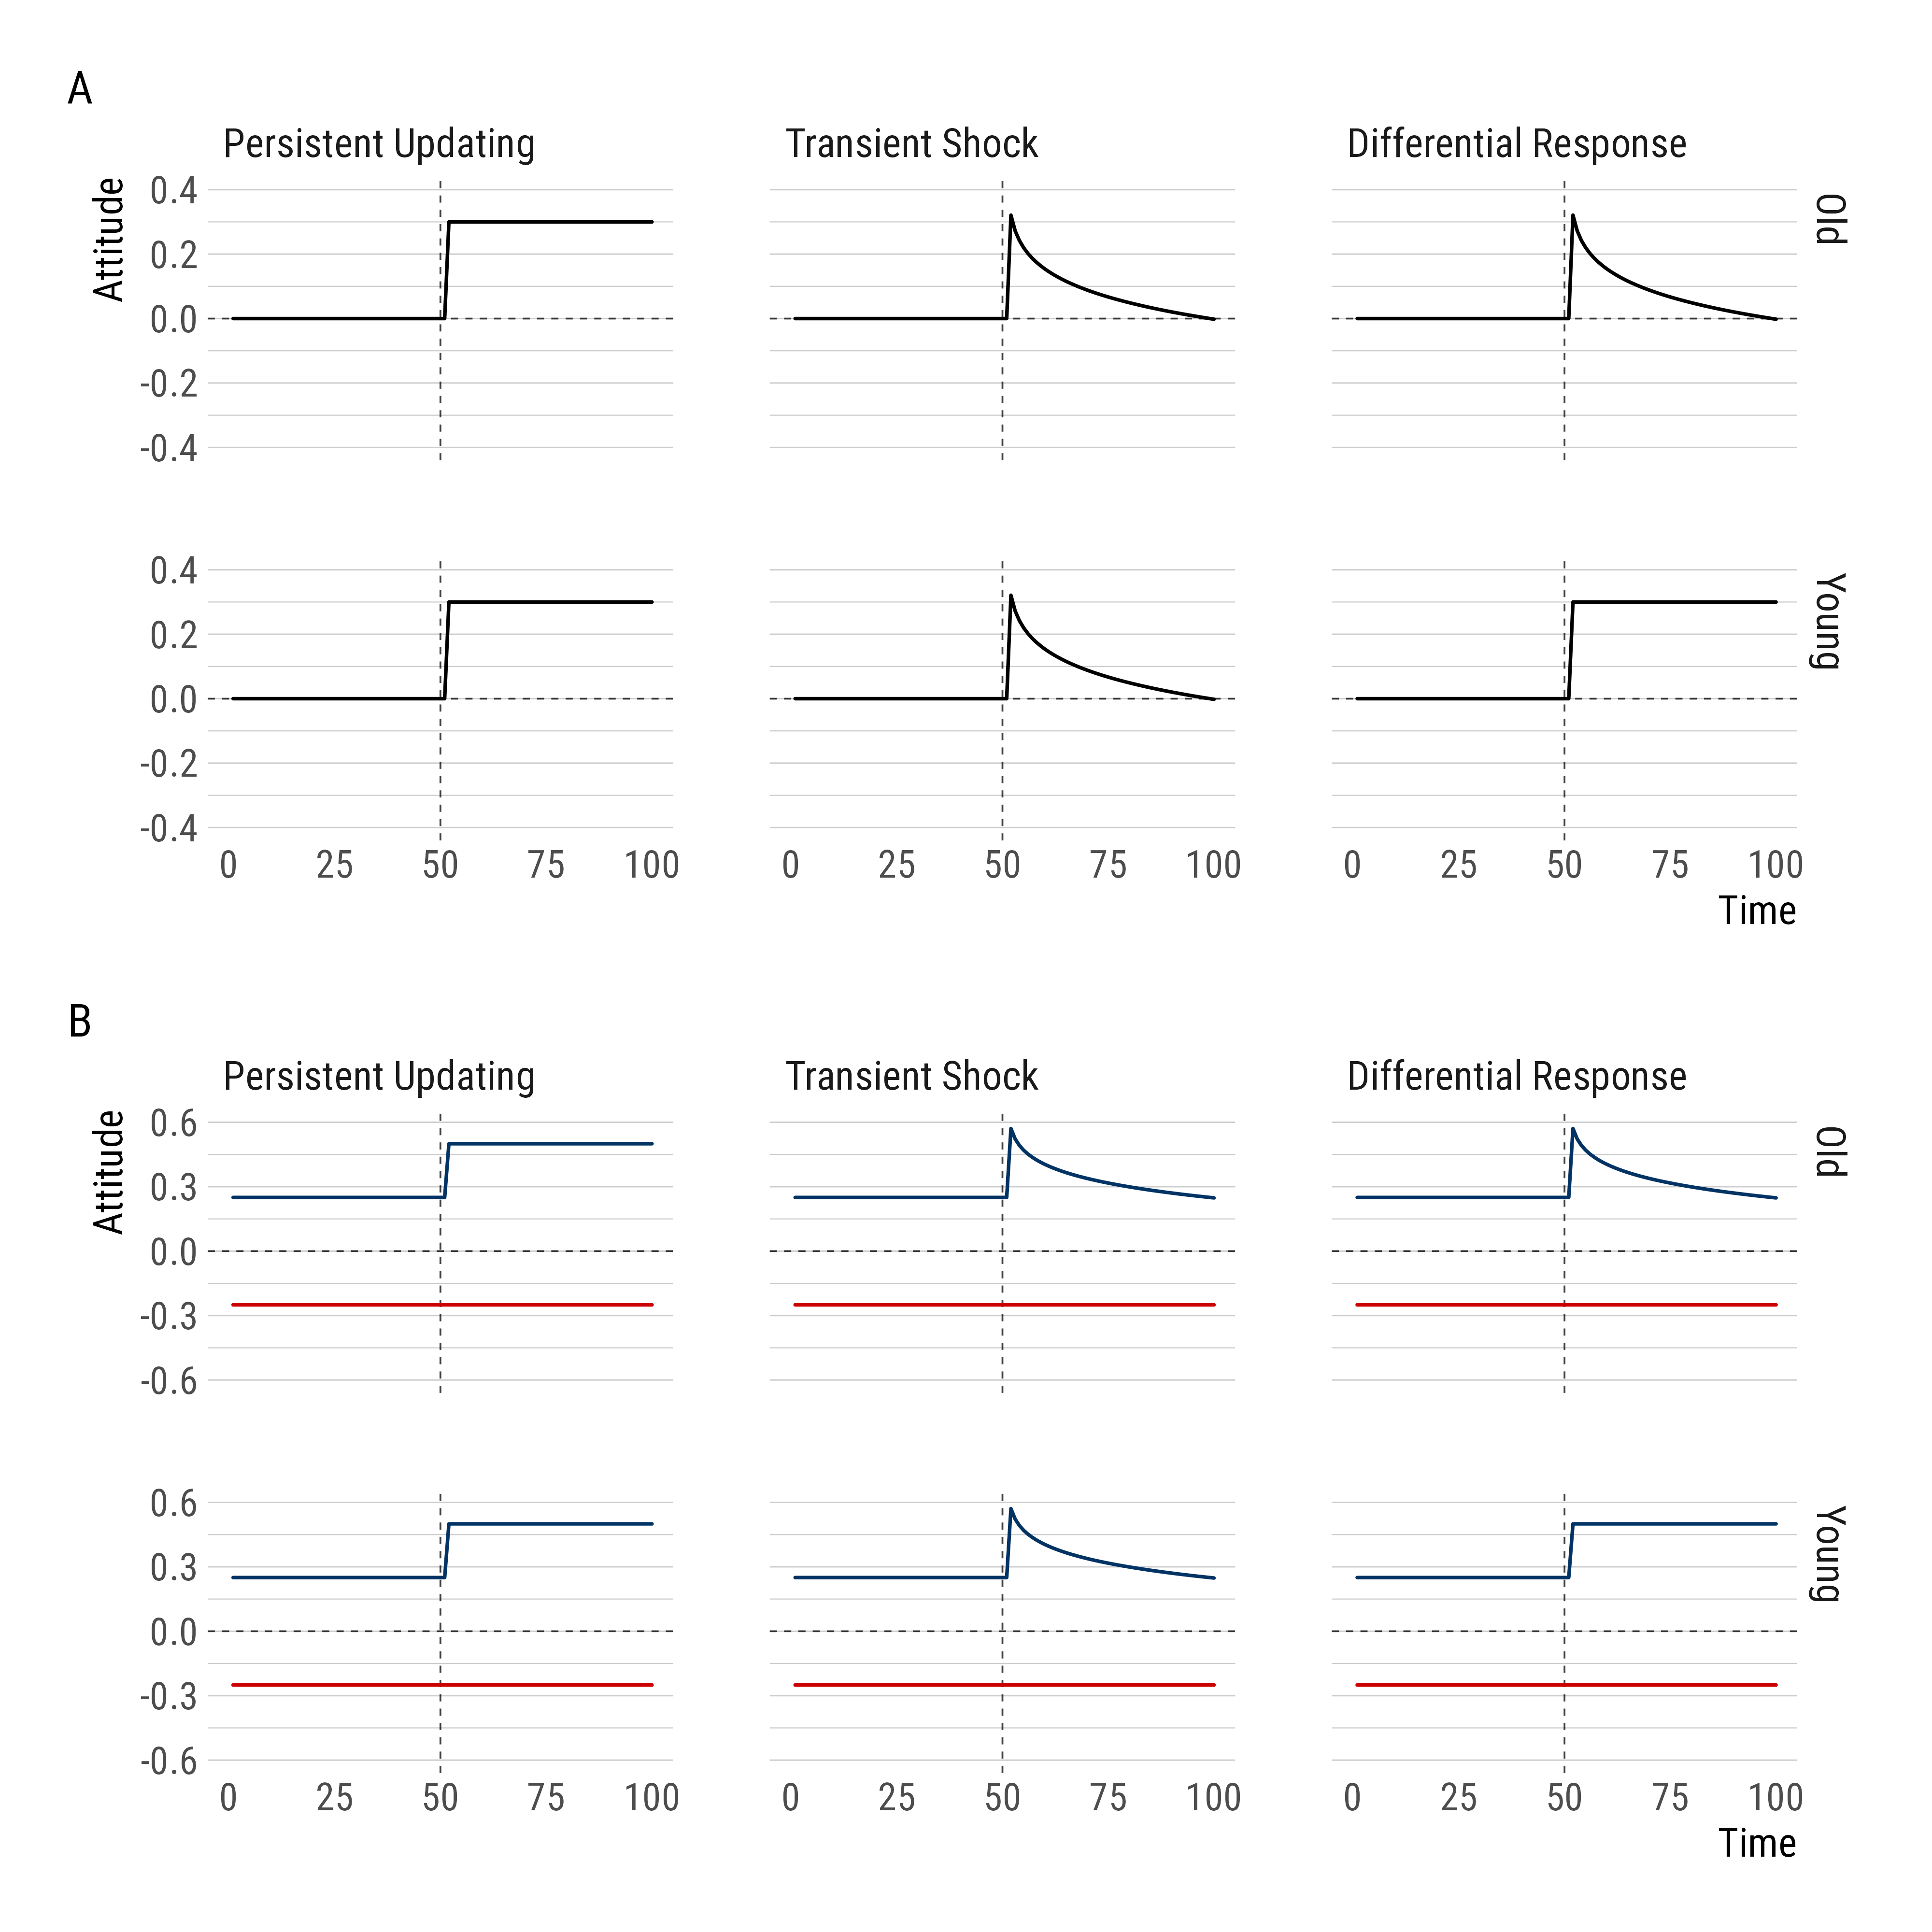 A
Persistent Updating Transient Shock Differential Response
Attitude
0.4
0.2
0.0
-0.2
-0.4
Old
0.4
0.2
0.0
-0.2
-0.4
Young
0 25 50 75 100 0 25 50 75 100 0 25 50 75 100
Time
B
Persistent Updating Transient Shock Differential Response
Attitude
0.6
0.3
0.0
-0.3
-0.6
Old
0.6
0.3
0.0
-0.3
-0.6
Young
0 25 50 75 100 0 25 50 75 100 0 25 50 75 100
Time